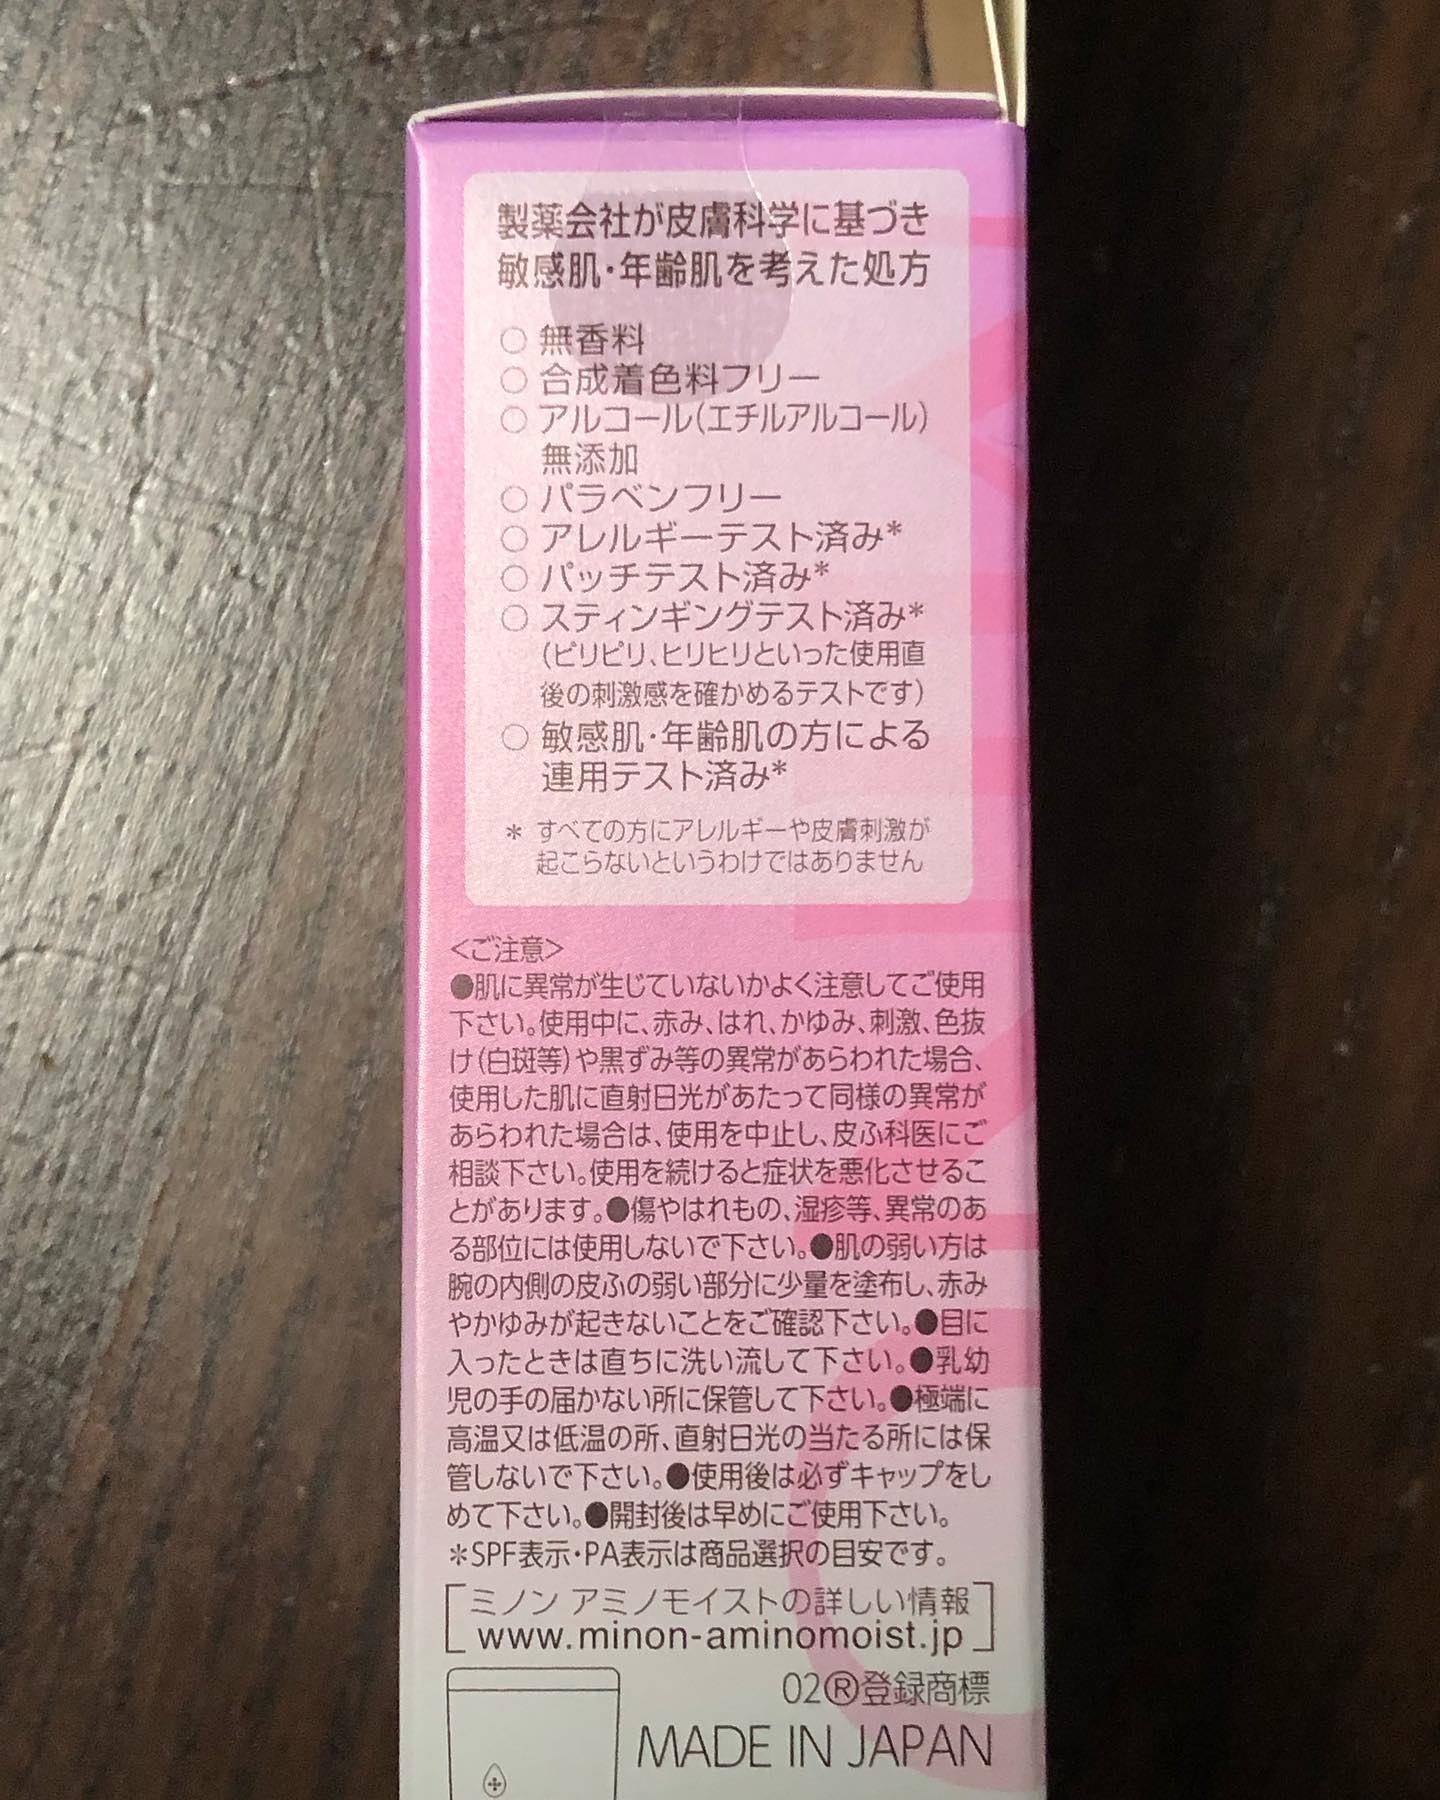 製薬会社が皮膚科学に基づき
敏感肌・年齢肌を考えた処方
○ 無香料
○ 合成着色料フリー
○ アルコール(エチルアルコール)
無添加
○ パラベンフリー
○ アレルギーテスト済み*
○ パッチテスト済み*
○ スティンギングテスト済み*
(ピリピリ、ヒリヒリといった使用直
後の刺激感を確かめるテストです)
○ 敏感肌・年齢肌の方による
連用テスト済み*
* すべての方にアレルギーや皮膚刺激が
起こらないというわけではありません
<ご注意>
●肌に異常が生じていないかよく注意してご使用
下さい。使用中に、赤み、はれ、かゆみ、刺激、色抜
け(白斑等)や黒ずみ等の異常があらわれた場合、
使用した肌に直射日光があたって同様の異常が
あらわれた場合は、使用を中止し、皮ふ科医にご
相談下さい。使用を続けると症状を悪化させるこ
とがあります。●傷やはれもの、湿疹等、異常のあ
る部位には使用しないで下さい。●肌の弱い方は
腕の内側の皮ふの弱い部分に少量を塗布し、赤み
やかゆみが起きないことをご確認下さい。●目に
入ったときは直ちに洗い流して下さい。●乳幼
児の手の届かない所に保管して下さい。●極端に
高温又は低温の所、直射日光の当たる所には保
管しないで下さい。●使用後は必ずキャップをし
めて下さい。●開封後は早めにご使用下さい。
*SPF表示・PA表示は商品選択の目安です。
ミノン アミノモイストの詳しい情報
www.minon-aminomoist.jp
02®登録商標
MADE IN JAPAN